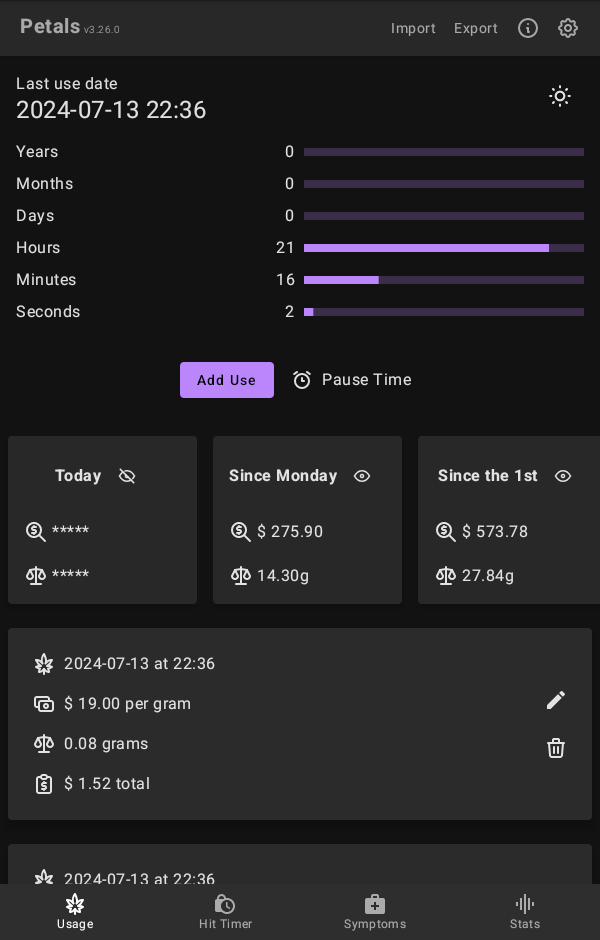 Petals v3.26.0 Import Export
Last use date
2024-07-13 22:36
Years 0
Months 0
Days 0
Hours 21
Minutes 16
Seconds 2
Add Use Pause Time
Today Since Monday Since the 1st
***** $ 275.90 $ 573.78
***** 14.30g 27.84g
2024-07-13 at 22:36
$ 19.00 per gram
0.08 grams
$ 1.52 total
2024-07-13 at 22:36
Usage Hit Timer Symptoms Stats